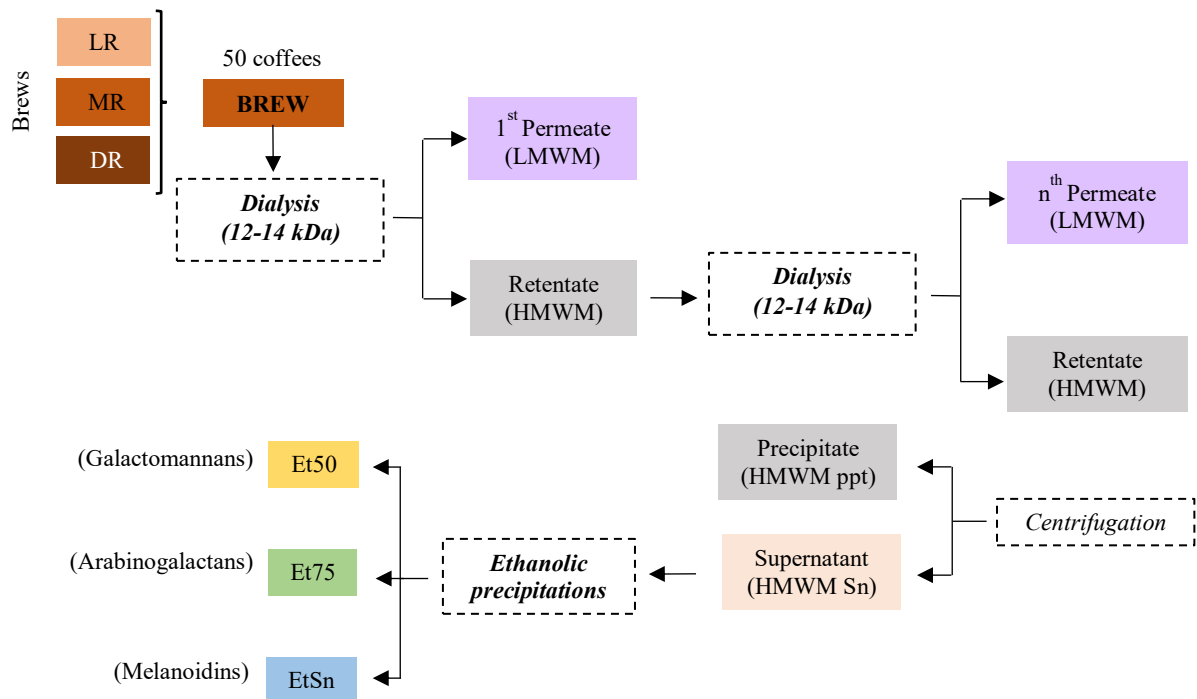 Brews
LR
MR
DR
50 coffees
BREW
Dialysis
(12-14 kDa)
1st Permeate
(LMWM)
Retentate
(HMWM)
Dialysis
(12-14 kDa)
nth Permeate
(LMWM)
Retentate
(HMWM)
Centrifugation
Precipitate
(HMWM ppt)
Supernatant
(HMWM Sn)
Ethanolic
precipitations
(Galactomannans)
Et50
(Arabinogalactans)
Et75
(Melanoidins)
EtSn